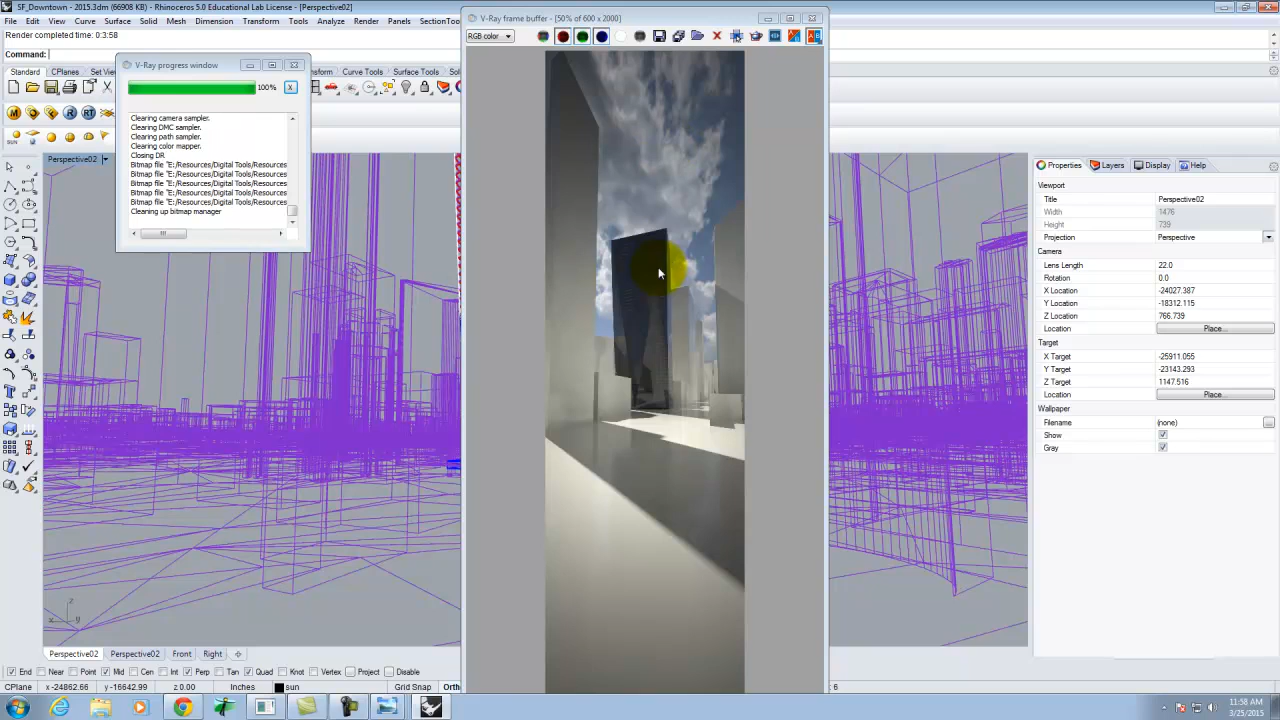 SF_Downtown - 2015.3dm (66908 KB) - Rhinoceros 5.0 Educational Lab License - [Perspective02]
File Edit View Curve Surface Solid Mesh Dimension Transform Tools Analyze Render Panels SectionTools
Render completed time: 0:3:58
Command:
Standard CPlanes Set View
Transform Curve Tools Surface Tools
SUN
V-Ray progress window
100%
X
Clearing camera sampler.
Clearing DMC sampler.
Clearing path sampler.
Clearing color mapper.
Closing DR
Bitmap file "E:/Resources/Digital Tools/Resources
Bitmap file "E:/Resources/Digital Tools/Resources
Bitmap file "E:/Resources/Digital Tools/Resources
Bitmap file "E:/Resources/Digital Tools/Resources
Bitmap file "E:/Resources/Digital Tools/Resources
Cleaning up bitmap manager
V-Ray frame buffer - [50% of 600 x 2000]
RGB color
Perspective02
z
x y
Properties Layers Display Help
Viewport
Title Perspective02
Width 1476
Height 739
Projection Perspective
Camera
Lens Length 22.0
Rotation 0.0
X Location -24027.387
Y Location -18312.115
Z Location 766.739
Location Place...
Target
X Target -25911.055
Y Target -23143.293
Z Target 1147.516
Location Place...
Wallpaper
Filename (none)
Show
Gray
Perspective02 Perspective02 Front Right
End Near Point Mid Cen Int Perp Tan Quad Knot Vertex Project Disable
CPlane x -24862.66 y -16642.99 z 0.00 Inches sun Grid Snap Ortho 6
11:58 AM
3/25/2015